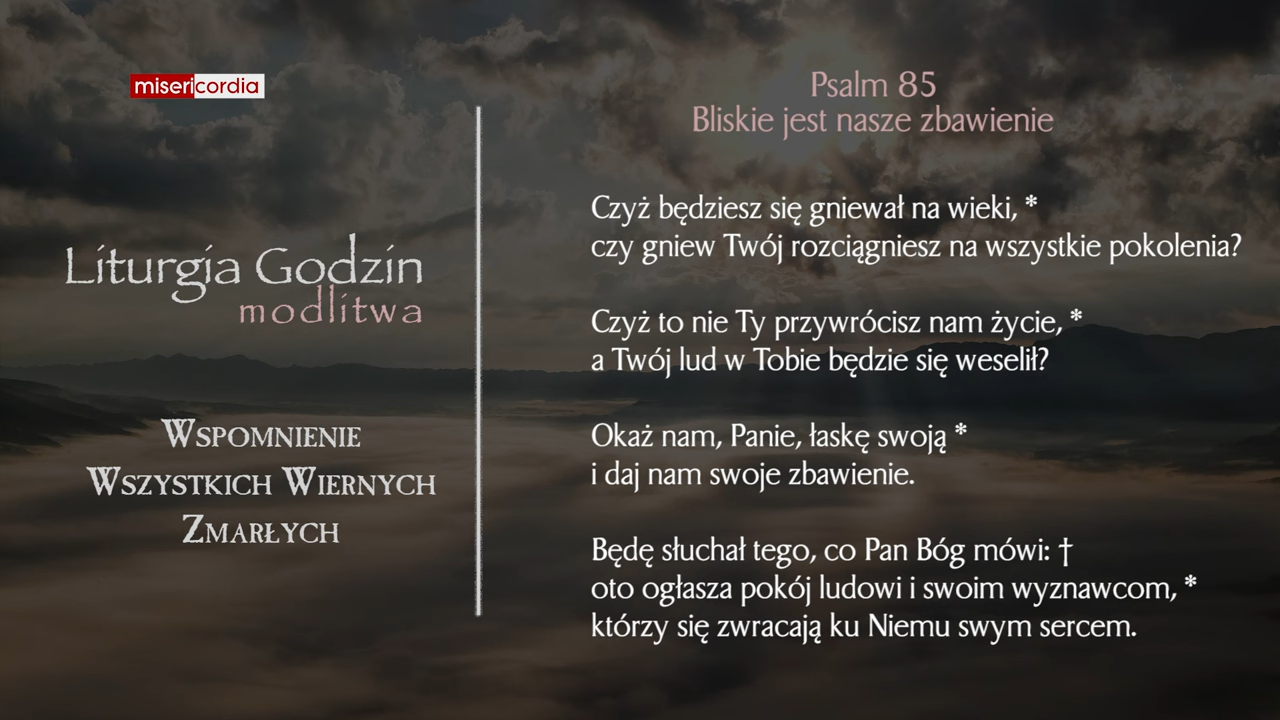 misericordia
Liturgia Godzin
modlitwa
Wspomnienie
Wszystkich Wiernych
Zmarłych
Psalm 85
Bliskie jest nasze zbawienie
Czyż będziesz się gniewał na wieki, *
czy gniew Twój rozciągniesz na wszystkie pokolenia?
Czyż to nie Ty przywrócisz nam życie, *
a Twój lud w Tobie będzie się weselił?
Okaż nam, Panie, łaskę swoją *
i daj nam swoje zbawienie.
Będę słuchał tego, co Pan Bóg mówi: †
oto ogłasza pokój ludowi i swoim wyznawcom, *
którzy się zwracają ku Niemu swym sercem.